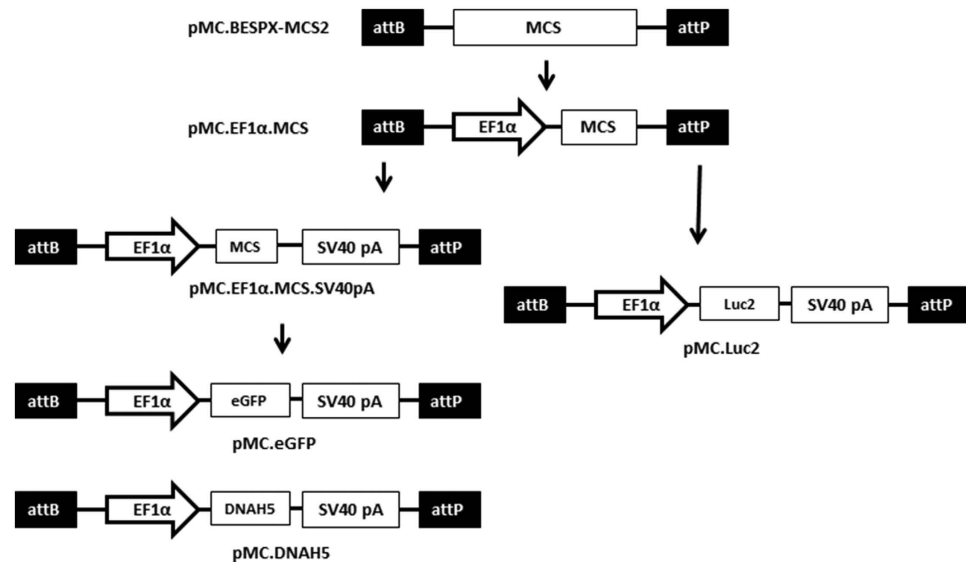 pMC.BESPX-MCS2 attB MCS attP
pMC.EF1α.MCS attB EF1α MCS attP
attB EF1α MCS SV40 pA attP
pMC.EF1α.MCS.SV40pA
attB EF1α Luc2 SV40 pA attP
pMC.Luc2
attB EF1α eGFP SV40 pA attP
pMC.eGFP
attB EF1α DNAH5 SV40 pA attP
pMC.DNAH5